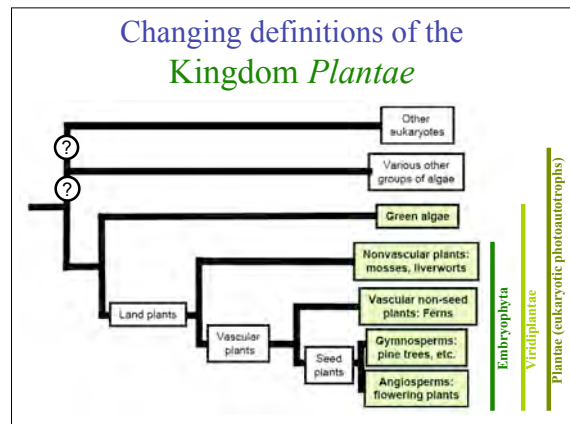 Changing definitions of the
Kingdom Plantae
Other
eukaryotes
?
Various other
groups of algae
?
Green algae
Nonvascular plants:
mosses, liverworts
Land plants
Vascular non-seed
plants: Ferns
Vascular
plants
Gymnosperms:
pine trees, etc.
Seed
plants
Angiosperms:
flowering plants
Embryophyta
Viridiplantae
Plantae (eukaryotic photoautotrophs)